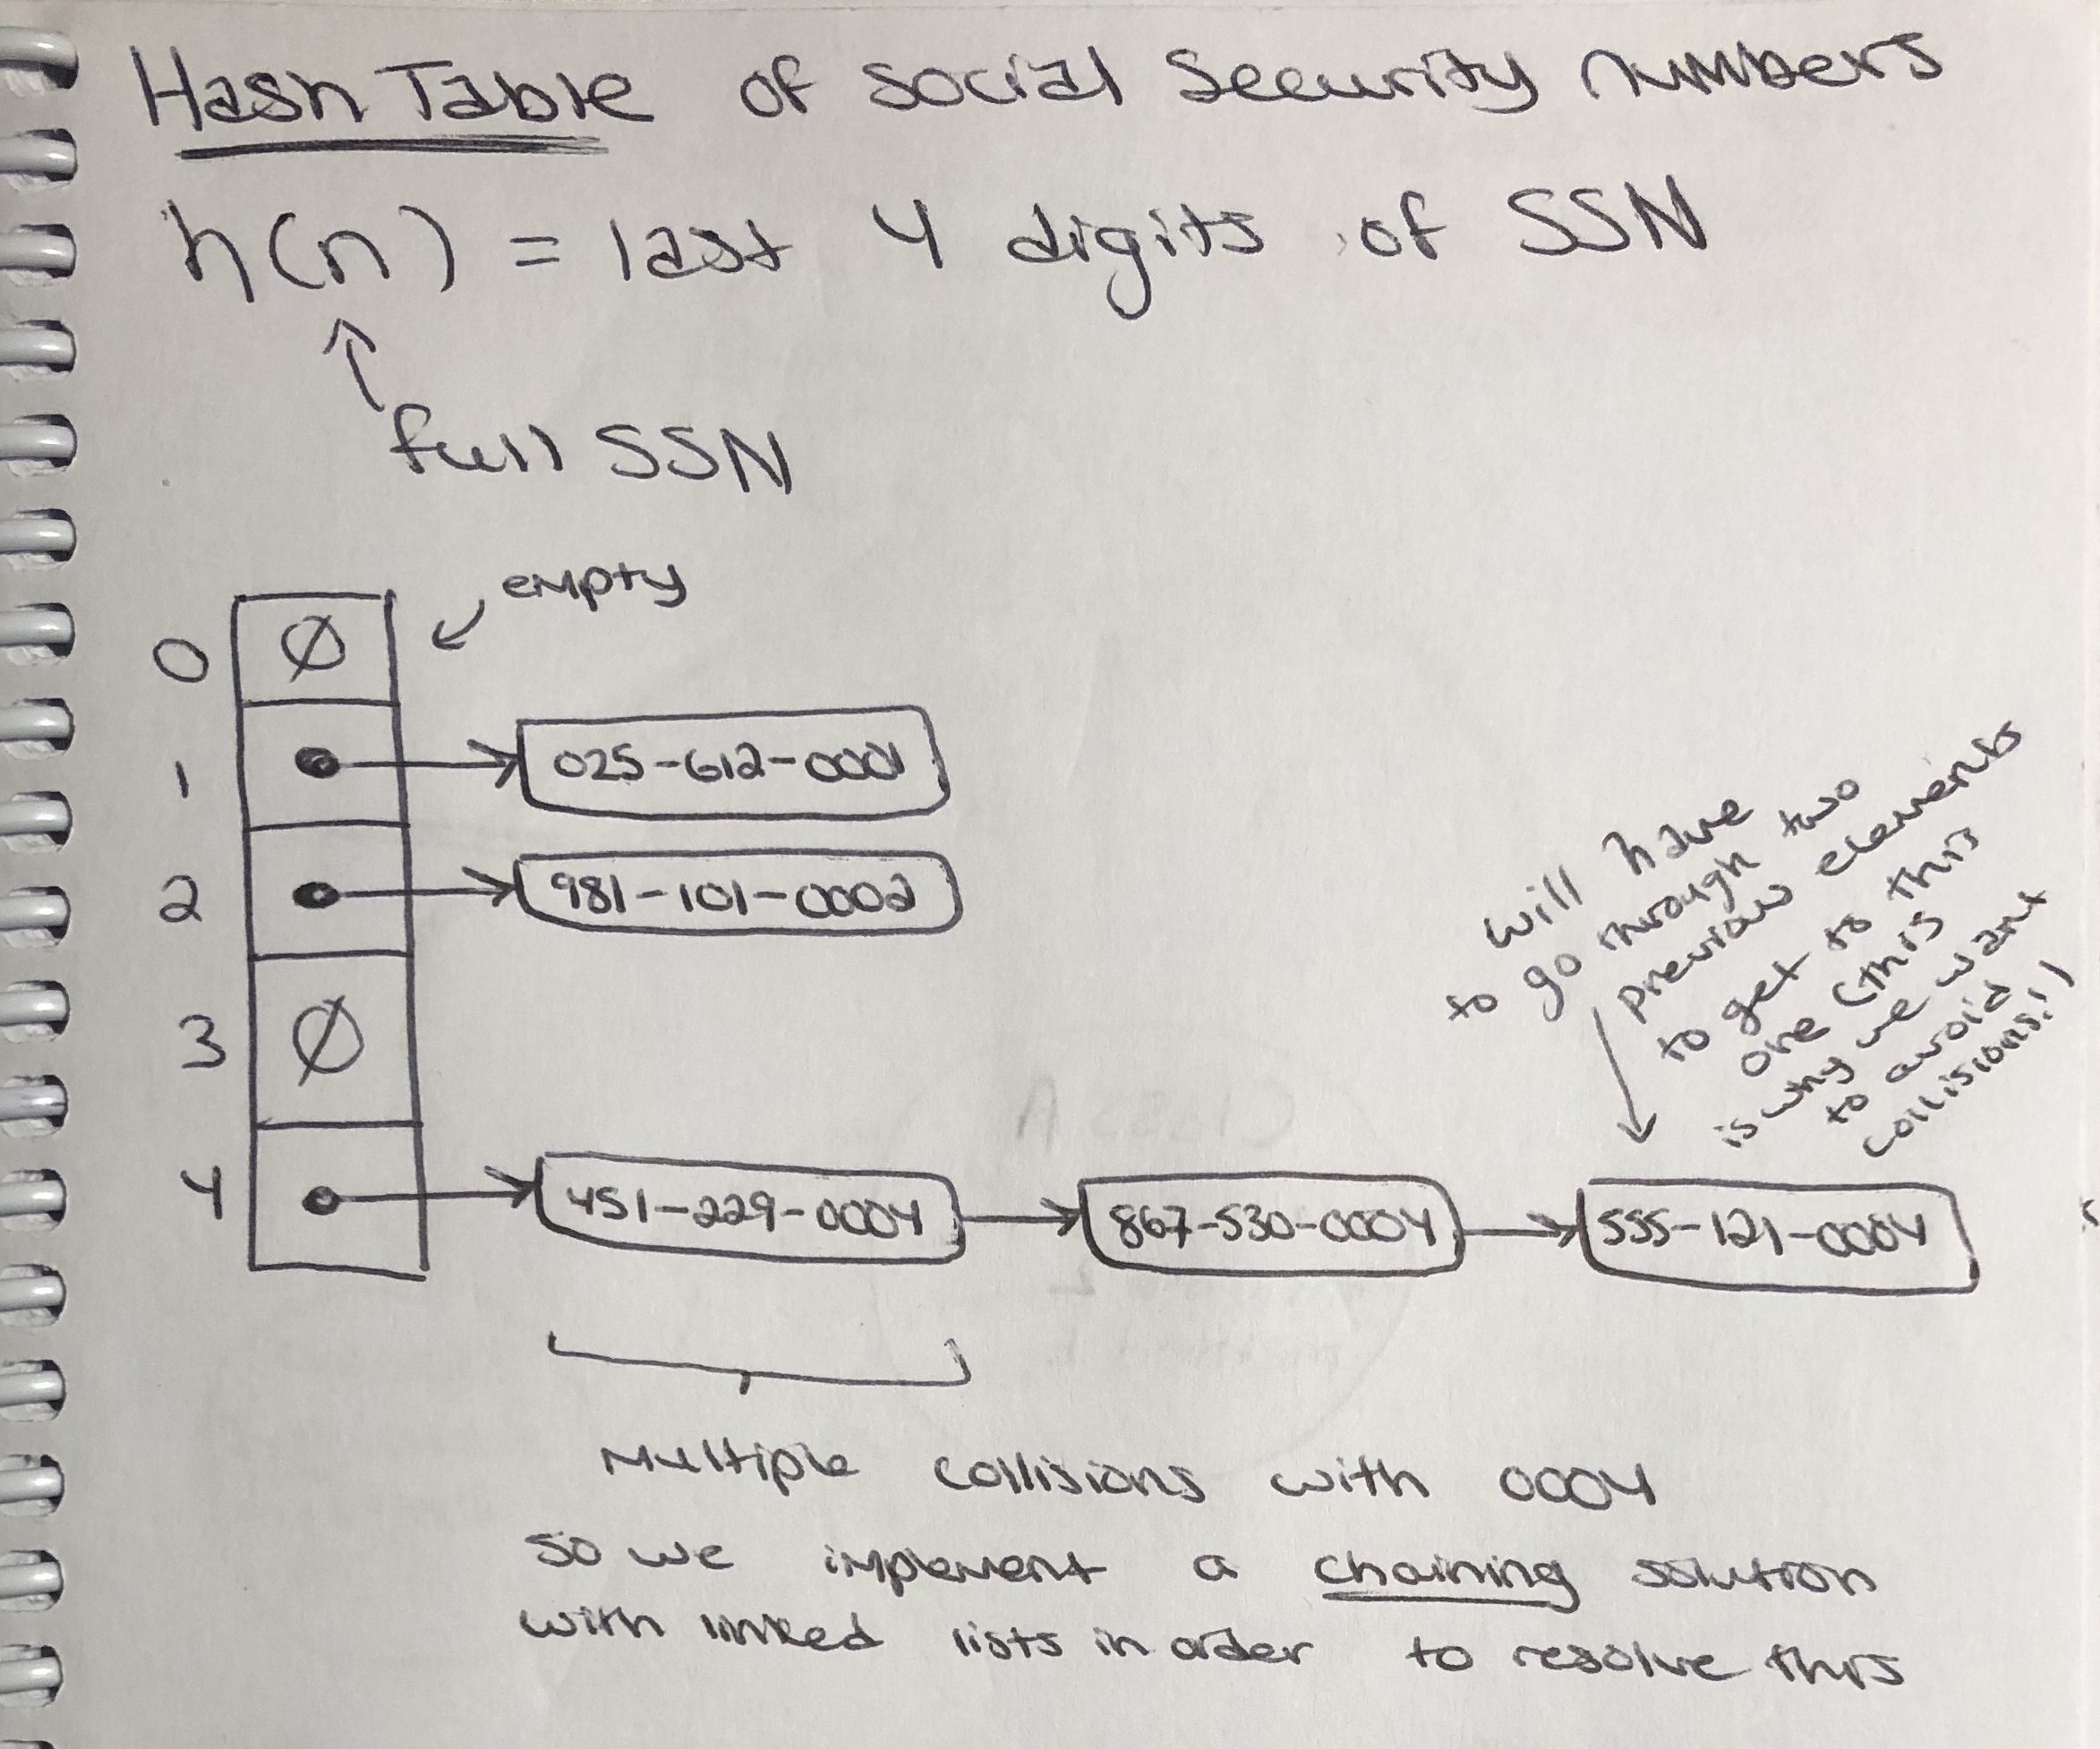 Hash Table of Social Security numbers
h(n) = last 4 digits of SSN
full SSN
empty
0 Ø
1 025-612-0001
2 981-101-0002
3 Ø
will have
to go through two
previous elements
to get to this
one (this
is why we want
to avoid
collisions!)
4 451-229-0004 867-530-0004 555-121-0004
Multiple collisions with 0004
so we implement a chaining solution
with linked lists in order to resolve this